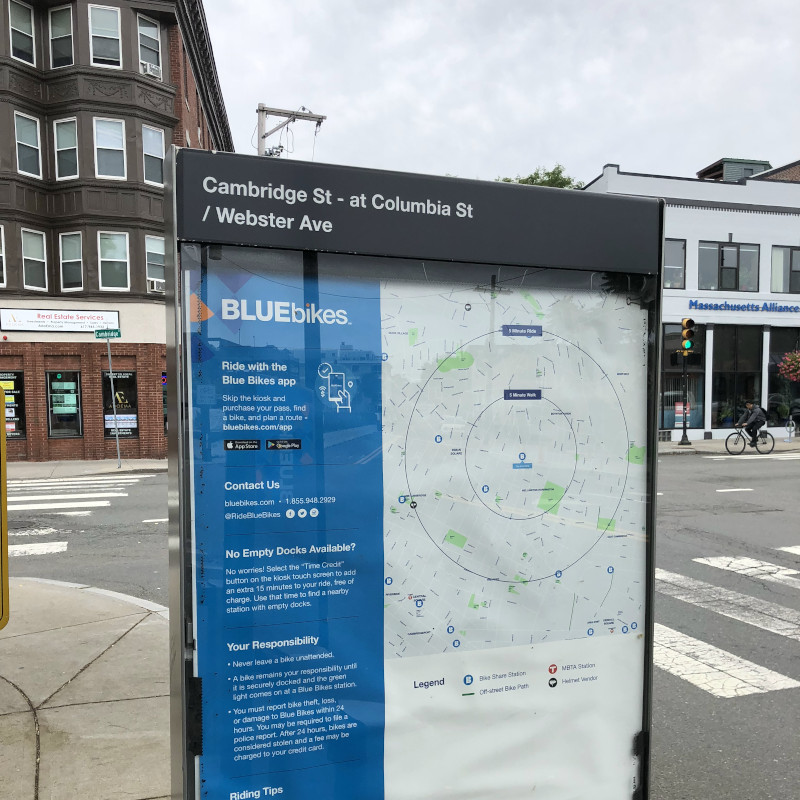 Cambridge St - at Columbia St
/ Webster Ave
Real Estate Services
Cambridge
Massachusetts Alliance
BLUEbikes.
Ride with the
Blue Bikes app
Skip the kiosk and
purchase your pass, find
a bike, and plan a route -
bluebikes.com/app
App Store
Google Play
Contact Us
bluebikes.com • 1.855.948.2929
@RideBlueBikes
No Empty Docks Available?
No worries! Select the "Time Credit"
button on the kiosk touch screen to add
an extra 15 minutes to your ride, free of
charge. Use that time to find a nearby
station with empty docks.
Your Responsibility
• Never leave a bike unattended.
• A bike remains your responsibility until
it is securely docked and the green
light comes on at a Blue Bikes station.
• You must report bike theft, loss,
or damage to Blue Bikes within 24
hours. You may be required to file a
police report. After 24 hours, bikes are
considered stolen and a fee may be
charged to your credit card.
Riding Tips
5 Minute Ride
5 Minute Walk
Legend
Bike Share Station
Off-street Bike Path
MBTA Station
Helmet Vendor